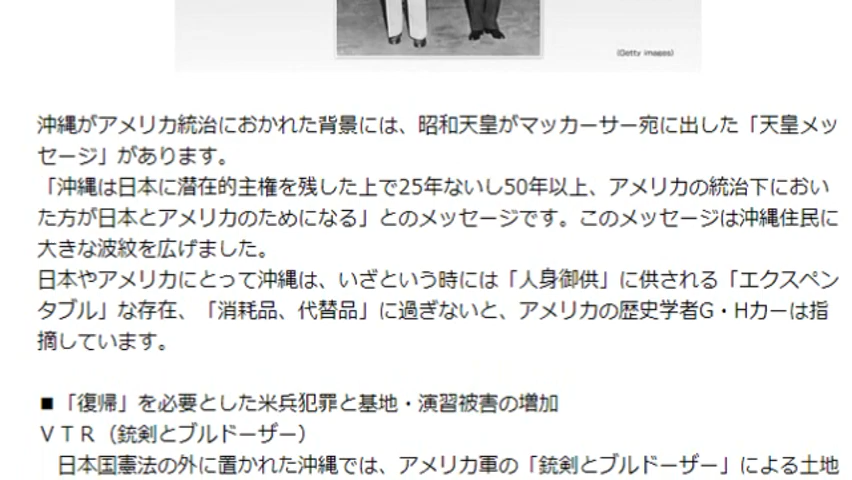 (Getty Images)
沖縄がアメリカ統治におかれた背景には、昭和天皇がマッカーサー宛に出した「天皇メッ
セージ」があります。
「沖縄は日本に潜在的主権を残した上で25年ないし50年以上、アメリカの統治下におい
た方が日本とアメリカのためになる」とのメッセージです。このメッセージは沖縄住民に
大きな波紋を広げました。
日本やアメリカにとって沖縄は、いざという時には「人身御供」に供される「エクスペン
タブル」な存在、「消耗品、代替品」に過ぎないと、アメリカの歴史学者G・Hカーは指
摘しています。
■「復帰」を必要とした米兵犯罪と基地・演習被害の増加
ＶＴＲ（銃剣とブルドーザー）
日本国憲法の外に置かれた沖縄では、アメリカ軍の「銃剣とブルドーザー」による土地